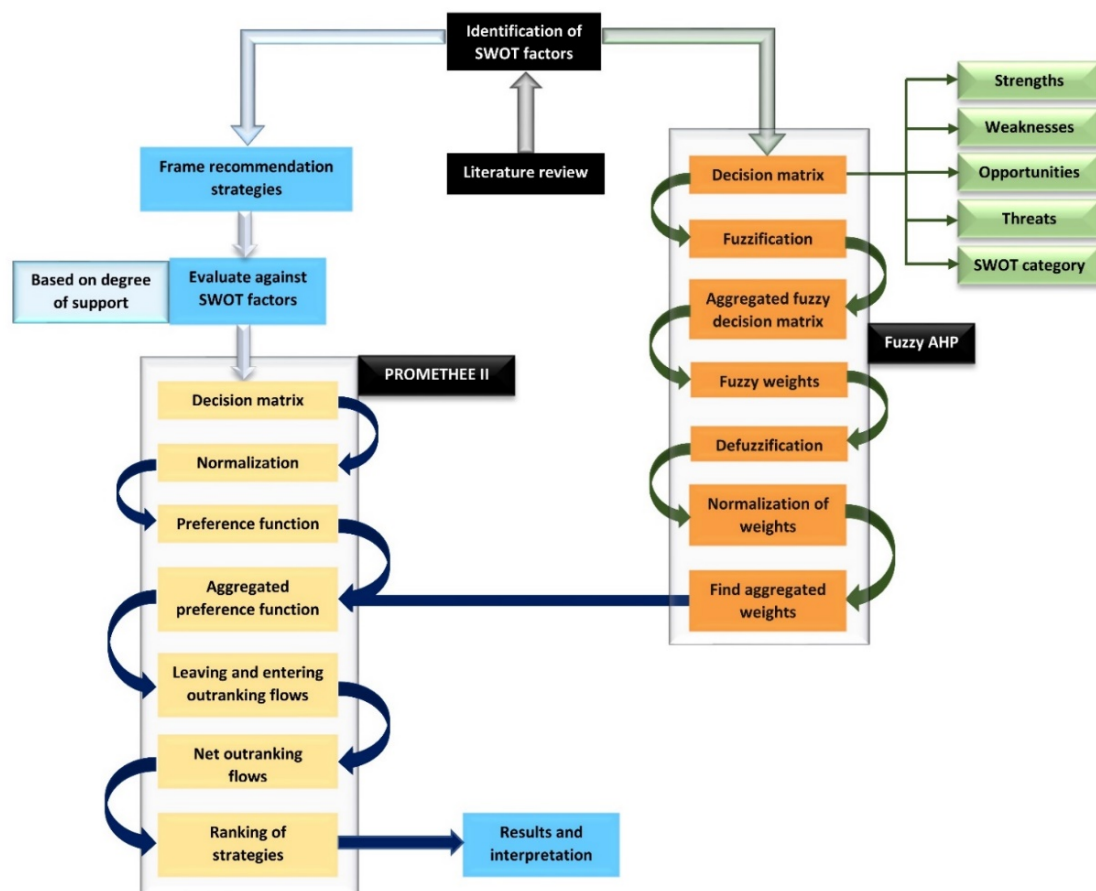 Identification of
SWOT factors
Literature review
Frame recommendation
strategies
Based on degree
of support
Evaluate against
SWOT factors
PROMETHEE II
Decision matrix
Normalization
Preference function
Aggregated
preference function
Leaving and entering
outranking flows
Net outranking
flows
Ranking of
strategies
Results and
interpretation
Decision matrix
Fuzzification
Aggregated fuzzy
decision matrix
Fuzzy weights
Defuzzification
Normalization of
weights
Find aggregated
weights
Fuzzy AHP
Strengths
Weaknesses
Opportunities
Threats
SWOT category